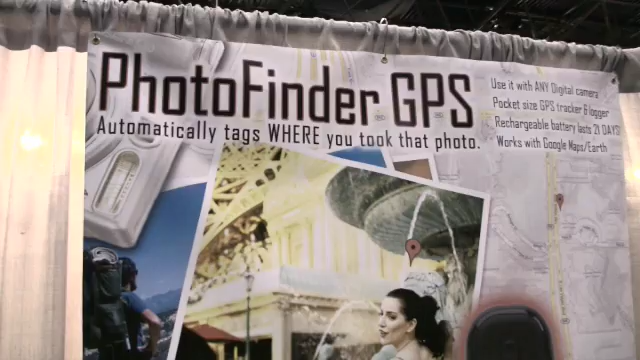 PhotoFinder GPS
Automatically tags WHERE you took that photo.
Use it with ANY Digital camera
Pocket size GPS tracker & logger
Rechargeable battery lasts 21 DAYS!
Works with Google Maps/Earth